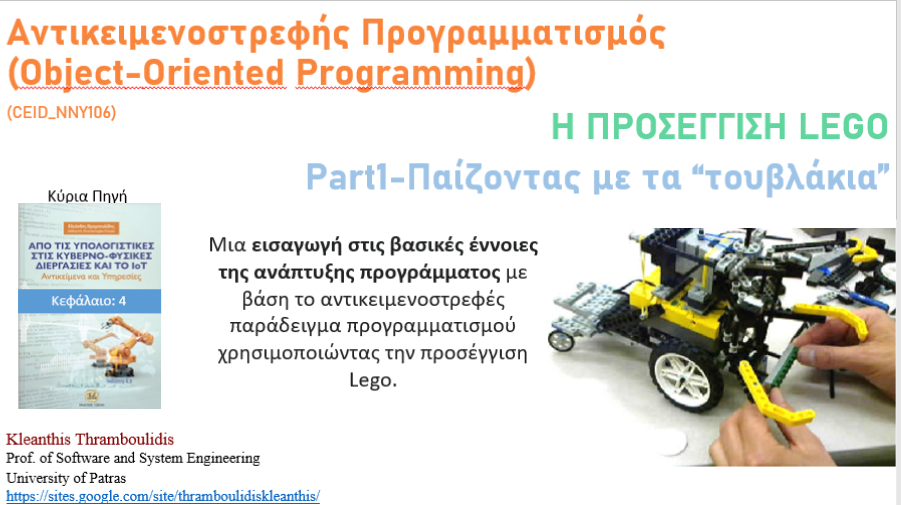 Αντικειμενοστρεφής Προγραμματισμός
(Object-Oriented Programming)
(CEID_NNY106)
Η ΠΡΟΣΕΓΓΙΣΗ LEGO
Part1-Παίζοντας με τα “τουβλάκια”
Κύρια Πηγή
ΑΠΟ ΤΙΣ ΥΠΟΛΟΓΙΣΤΙΚΕΣ
ΣΤΙΣ ΚΥΒΕΡΝΟ-ΦΥΣΙΚΕΣ
ΔΙΕΡΓΑΣΙΕΣ ΚΑΙ ΤΟ IoT
Αντικείμενα και Υπηρεσίες
Κεφάλαιο: 4
Μια εισαγωγή στις βασικές έννοιες
της ανάπτυξης προγράμματος με
βάση το αντικειμενοστρεφές
παράδειγμα προγραμματισμού
χρησιμοποιώντας την προσέγγιση
Lego.
Kleanthis Thramboulidis
Prof. of Software and System Engineering
University of Patras
https://sites.google.com/site/thramboulidiskleanthis/